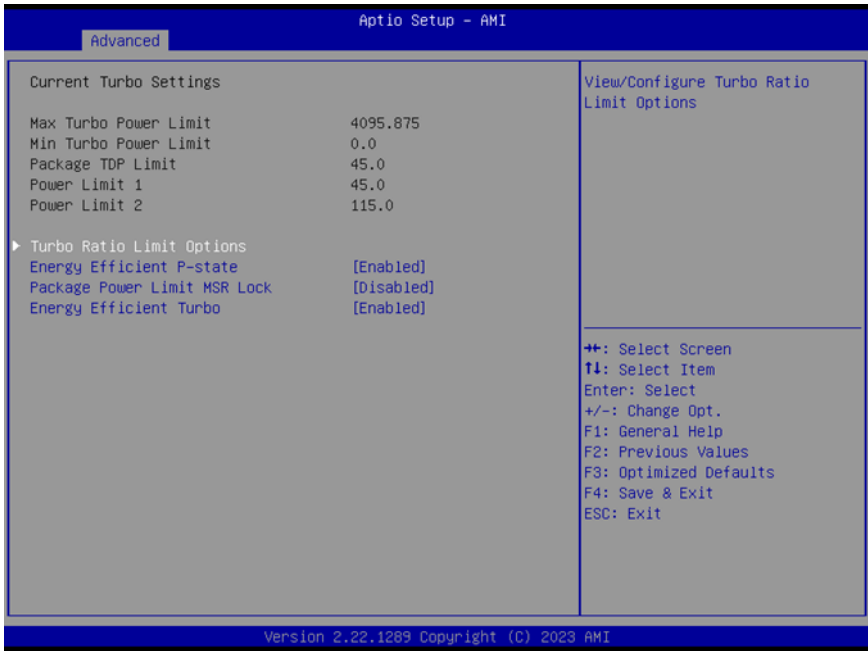 Aptio Setup - AMI
Advanced
Current Turbo Settings
Max Turbo Power Limit 4095.875
Min Turbo Power Limit 0.0
Package TDP Limit 45.0
Power Limit 1 45.0
Power Limit 2 115.0
Turbo Ratio Limit Options
Energy Efficient P-state [Enabled]
Package Power Limit MSR Lock [Disabled]
Energy Efficient Turbo [Enabled]
View/Configure Turbo Ratio
Limit Options
→←: Select Screen
↑↓: Select Item
Enter: Select
+/-: Change Opt.
F1: General Help
F2: Previous Values
F3: Optimized Defaults
F4: Save & Exit
ESC: Exit
Version 2.22.1289 Copyright (C) 2023 AMI